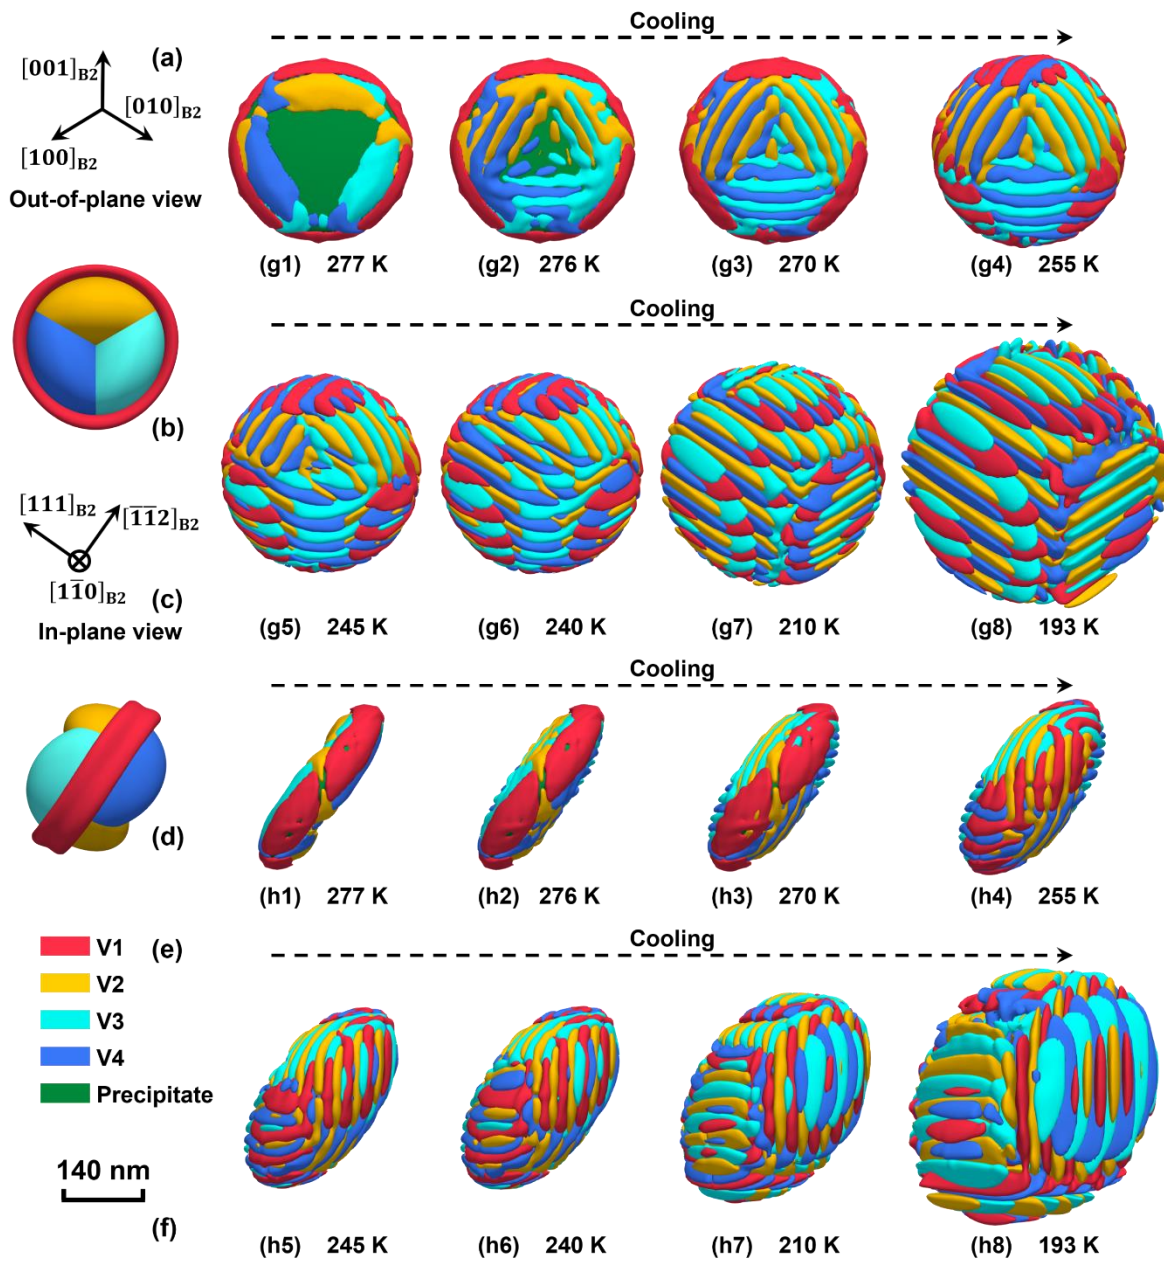 Cooling
(a)
[001]B2
[010]B2
[100]B2
Out-of-plane view
(g1) 277 K
(g2) 276 K
(g3) 270 K
(g4) 255 K
Cooling
(b)
[111]B2
[1̅1̅2]B2
[11̅0]B2
(c)
In-plane view
(g5) 245 K
(g6) 240 K
(g7) 210 K
(g8) 193 K
Cooling
(d)
(h1) 277 K
(h2) 276 K
(h3) 270 K
(h4) 255 K
Cooling
(e)
V1
V2
V3
V4
Precipitate
140 nm
(f)
(h5) 245 K
(h6) 240 K
(h7) 210 K
(h8) 193 K